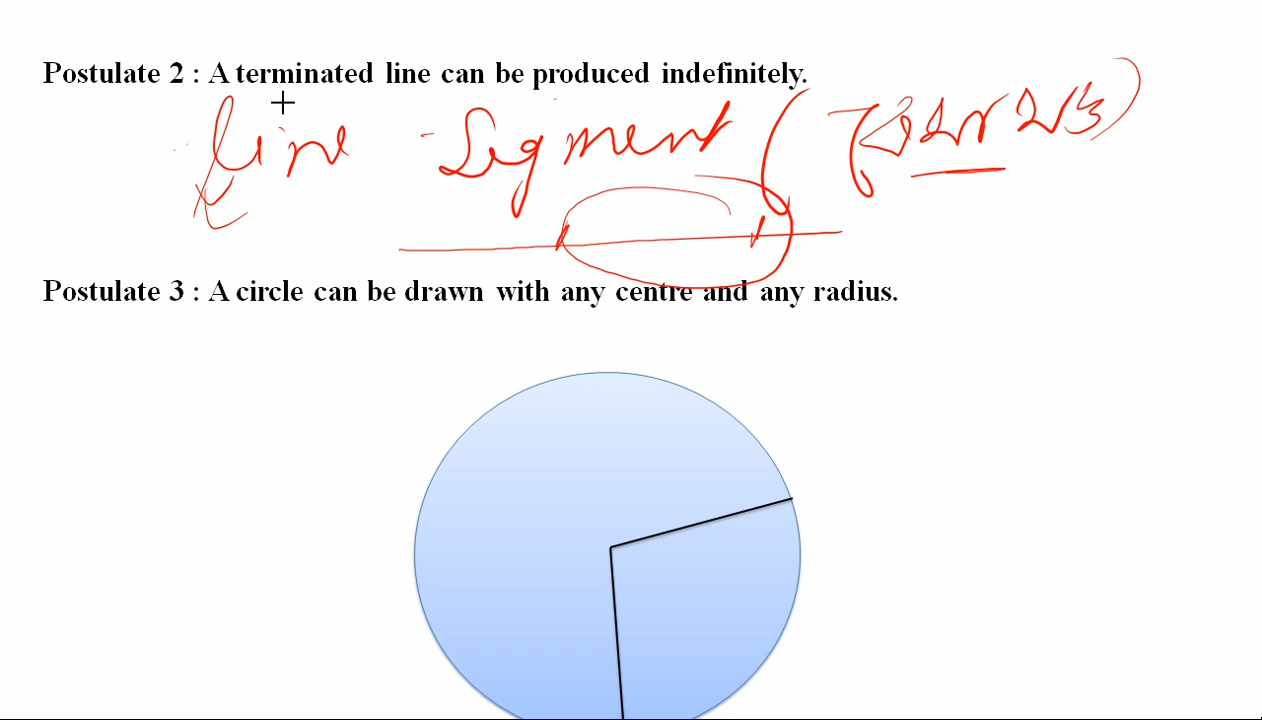 Postulate 2 : A terminated line can be produced indefinitely.
Line Segment (
Postulate 3 : A circle can be drawn with any centre and any radius.